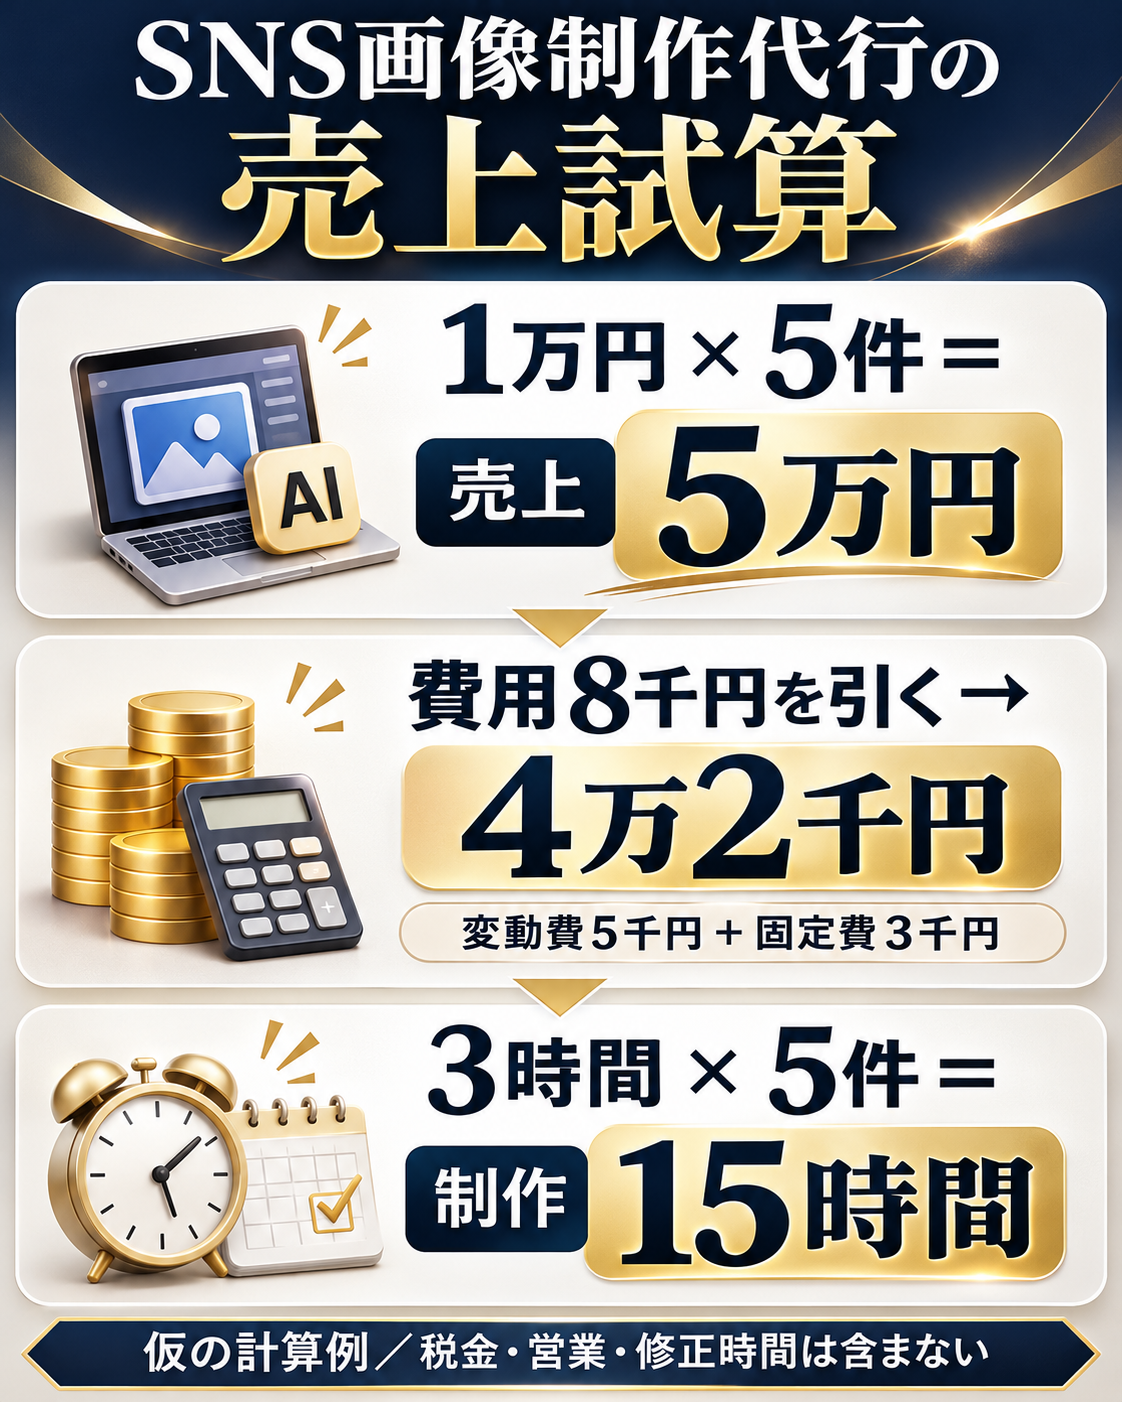 SNS画像制作代行の
売上試算
1万円×5件=
AI
売上 5万円
費用8千円を引く→
4万2千円
変動費5千円+固定費3千円
3時間×5件=
制作 15時間
仮の計算例／税金・営業・修正時間は含まない